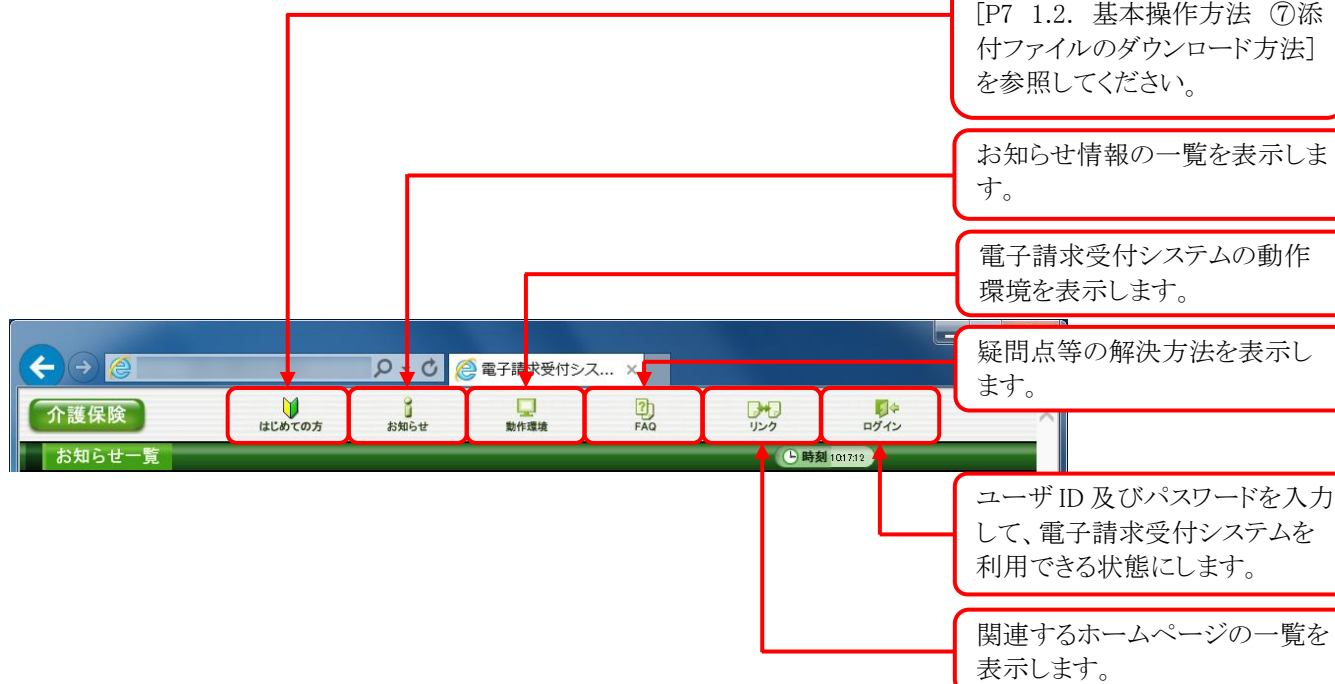 [P7 1.2. 基本操作方法 ⑦添
付ファイルのダウンロード方法]
を参照してください。
お知らせ情報の一覧を表示しま
す。
電子請求受付システムの動作
環境を表示します。
疑問点等の解決方法を表示し
ます。
電子請求受付シス...
介護保険
はじめての方
お知らせ
動作環境
FAQ
リンク
ログイン
お知らせ一覧
時刻 10:17:12
ユーザ ID 及びパスワードを入力
して、電子請求受付システムを
利用できる状態にします。
関連するホームページの一覧を
表示します。